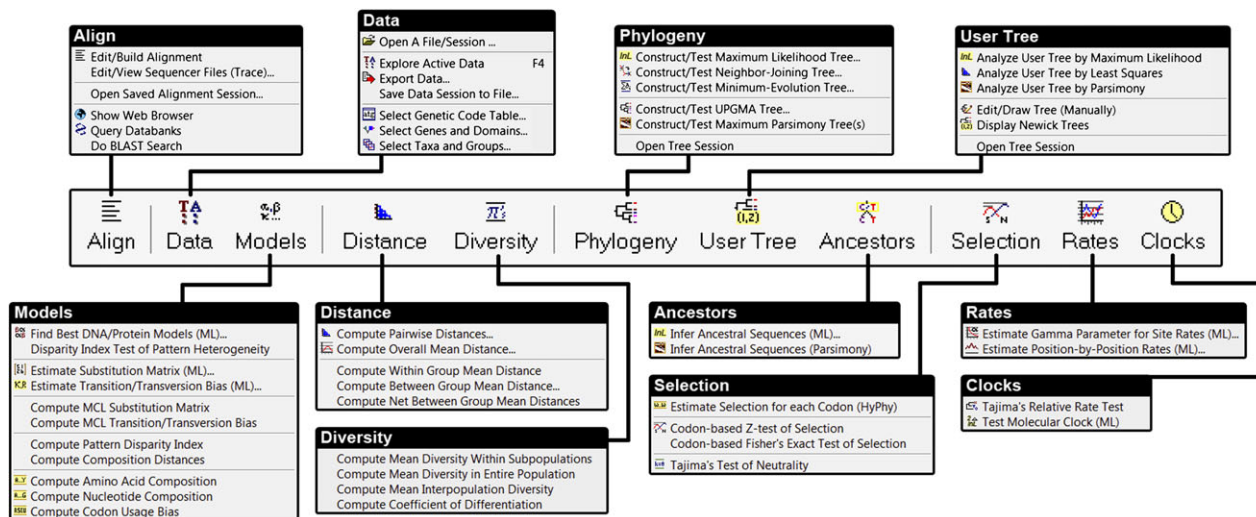 Align
Edit/Build Alignment
Edit/View Sequencer Files (Trace)...
Open Saved Alignment Session...
Show Web Browser
Query Databanks
Do BLAST Search
Data
Open A File/Session ...
Explore Active Data F4
Export Data...
Save Data Session to File...
Select Genetic Code Table...
Select Genes and Domains...
Select Taxa and Groups...
Phylogeny
Construct/Test Maximum Likelihood Tree...
Construct/Test Neighbor-Joining Tree...
Construct/Test Minimum-Evolution Tree...
Construct/Test UPGMA Tree...
Construct/Test Maximum Parsimony Tree(s)
Open Tree Session
User Tree
Analyze User Tree by Maximum Likelihood
Analyze User Tree by Least Squares
Analyze User Tree by Parsimony
Edit/Draw Tree (Manually)
Display Newick Trees
Open Tree Session
Align Data Models Distance Diversity Phylogeny User Tree Ancestors Selection Rates Clocks
Models
Find Best DNA/Protein Models (ML)...
Disparity Index Test of Pattern Heterogeneity
Estimate Substitution Matrix (ML)...
Estimate Transition/Transversion Bias (ML)...
Compute MCL Substitution Matrix
Compute MCL Transition/Transversion Bias
Compute Pattern Disparity Index
Compute Composition Distances
Compute Amino Acid Composition
Compute Nucleotide Composition
Compute Codon Usage Bias
Distance
Compute Pairwise Distances...
Compute Overall Mean Distance...
Compute Within Group Mean Distance
Compute Between Group Mean Distance...
Compute Net Between Group Mean Distances
Diversity
Compute Mean Diversity Within Subpopulations
Compute Mean Diversity in Entire Population
Compute Mean Interpopulation Diversity
Compute Coefficient of Differentiation
Ancestors
Infer Ancestral Sequences (ML)...
Infer Ancestral Sequences (Parsimony)
Selection
Estimate Selection for each Codon (HyPhy)
Codon-based Z-test of Selection
Codon-based Fisher's Exact Test of Selection
Tajima's Test of Neutrality
Rates
Estimate Gamma Parameter for Site Rates (ML)...
Estimate Position-by-Position Rates (ML)...
Clocks
Tajima's Relative Rate Test
Test Molecular Clock (ML)